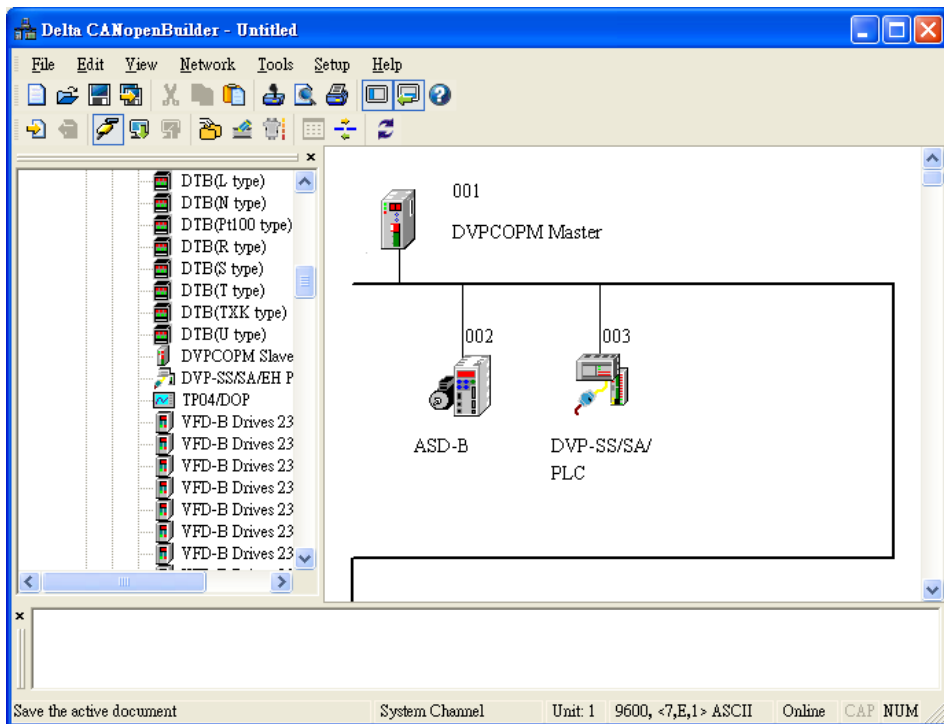 Delta CANopenBuilder - Untitled
File Edit View Network Tools Setup Help
DTB(L type)
DTB(N type)
DTB(Pt100 type)
DTB(R type)
DTB(S type)
DTB(T type)
DTB(TXK type)
DTB(U type)
DVPCOPM Slave
DVP-SS/SA/EH P
TP04/DOP
VFD-B Drives 23
VFD-B Drives 23
VFD-B Drives 23
VFD-B Drives 23
VFD-B Drives 23
VFD-B Drives 23
VFD-B Drives 23
001
DVPCOPM Master
002
ASD-B
003
DVP-SS/SA/
PLC
Save the active document System Channel Unit: 1 9600, <7,E,1> ASCII Online CAP NUM